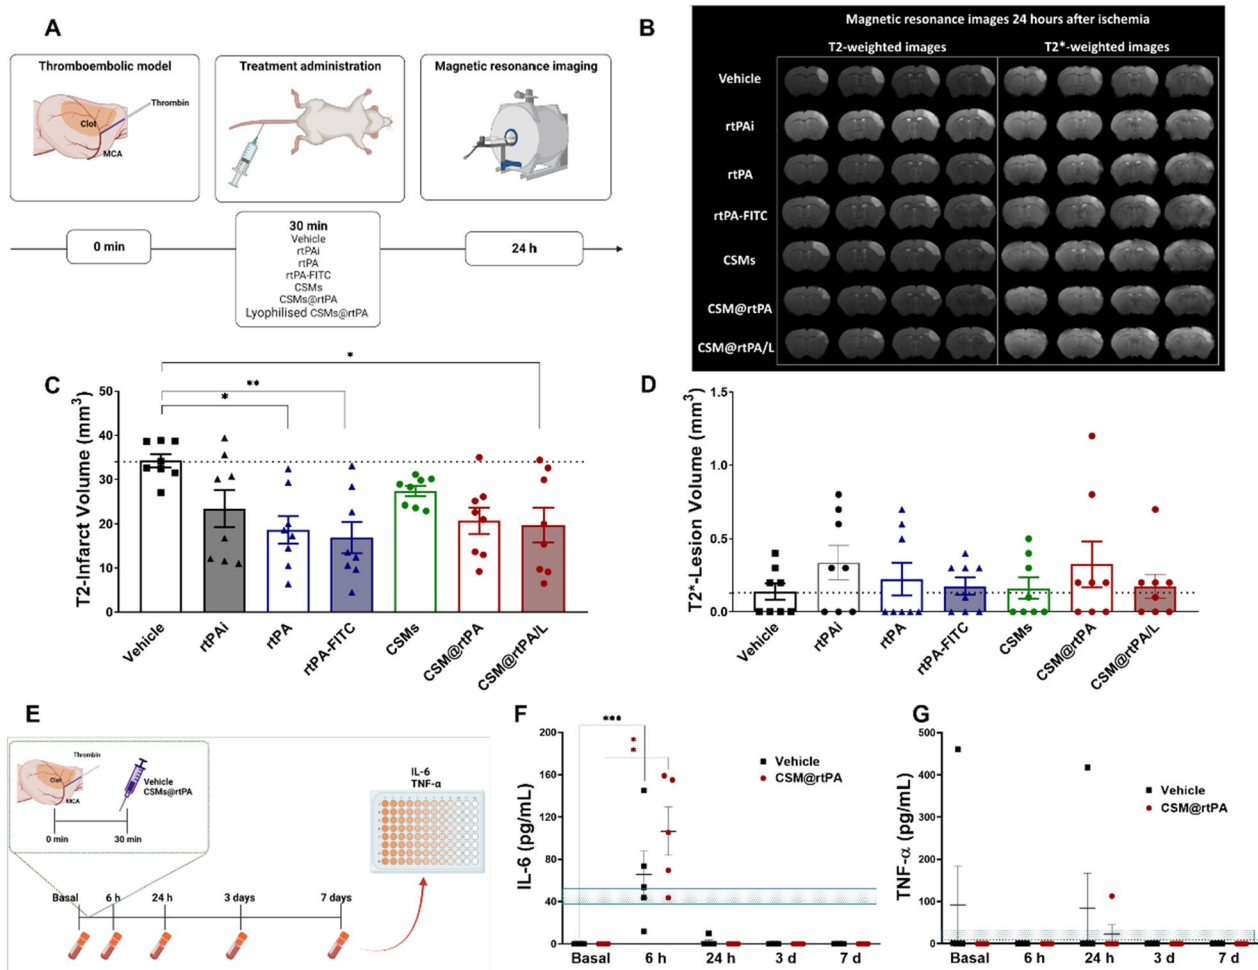 A
Thromboembolic model
Thrombin
Clot
MCA
Treatment administration
Magnetic resonance imaging
0 min
30 min
Vehicle
rtPAi
rtPA
rtPA-FITC
CSMs
CSMs@rtPA
Lyophilised CSMs@rtPA
24 h
B
Magnetic resonance images 24 hours after ischemia
T2-weighted images
T2*-weighted images
Vehicle
rtPAi
rtPA
rtPA-FITC
CSMs
CSM@rtPA
CSM@rtPA/L
C
T2-Infarct Volume (mm³)
50
40
30
20
10
0
*
**
*
Vehicle
rtPAi
rtPA
rtPA-FITC
CSMs
CSM@rtPA
CSM@rtPA/L
D
T2*-Lesion Volume (mm³)
1.5
1.0
0.5
0.0
Vehicle
rtPAi
rtPA
rtPA-FITC
CSMs
CSM@rtPA
CSM@rtPA/L
E
Thrombin
Clot
MCA
Vehicle
CSMs@rtPA
0 min
30 min
IL-6
TNF-α
Basal
6 h
24 h
3 days
7 days
F
IL-6 (pg/mL)
200
160
120
80
40
0
***
**
Vehicle
CSM@rtPA
Basal
6 h
24 h
3 d
7 d
G
TNF-α (pg/mL)
500
400
300
200
100
0
Vehicle
CSM@rtPA
Basal
6 h
24 h
3 d
7 d